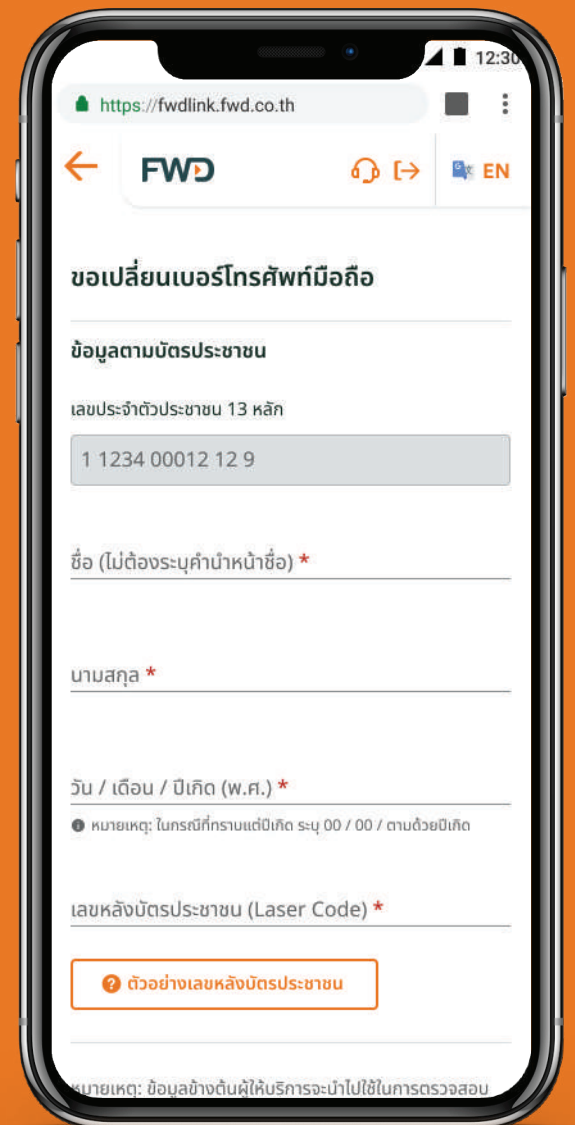 12:30
https://fwdlink.fwd.co.th
FWD
EN
ขอเปลี่ยนเบอร์โทรศัพท์มือถือ
ข้อมูลตามบัตรประชาชน
เลขประจำตัวประชาชน 13 หลัก
1 1234 00012 12 9
ชื่อ (ไม่ต้องระบุคำนำหน้าชื่อ) *
นามสกุล *
วัน / เดือน / ปีเกิด (พ.ศ.) *
หมายเหตุ: ในกรณีที่ทราบแต่ปีเกิด ระบุ 00 / 00 / ตามด้วยปีเกิด
เลขหลังบัตรประชาชน (Laser Code) *
ตัวอย่างเลขหลังบัตรประชาชน
หมายเหตุ: ข้อมูลข้างต้นผู้ให้บริการจะนำไปใช้ในการตรวจสอบ